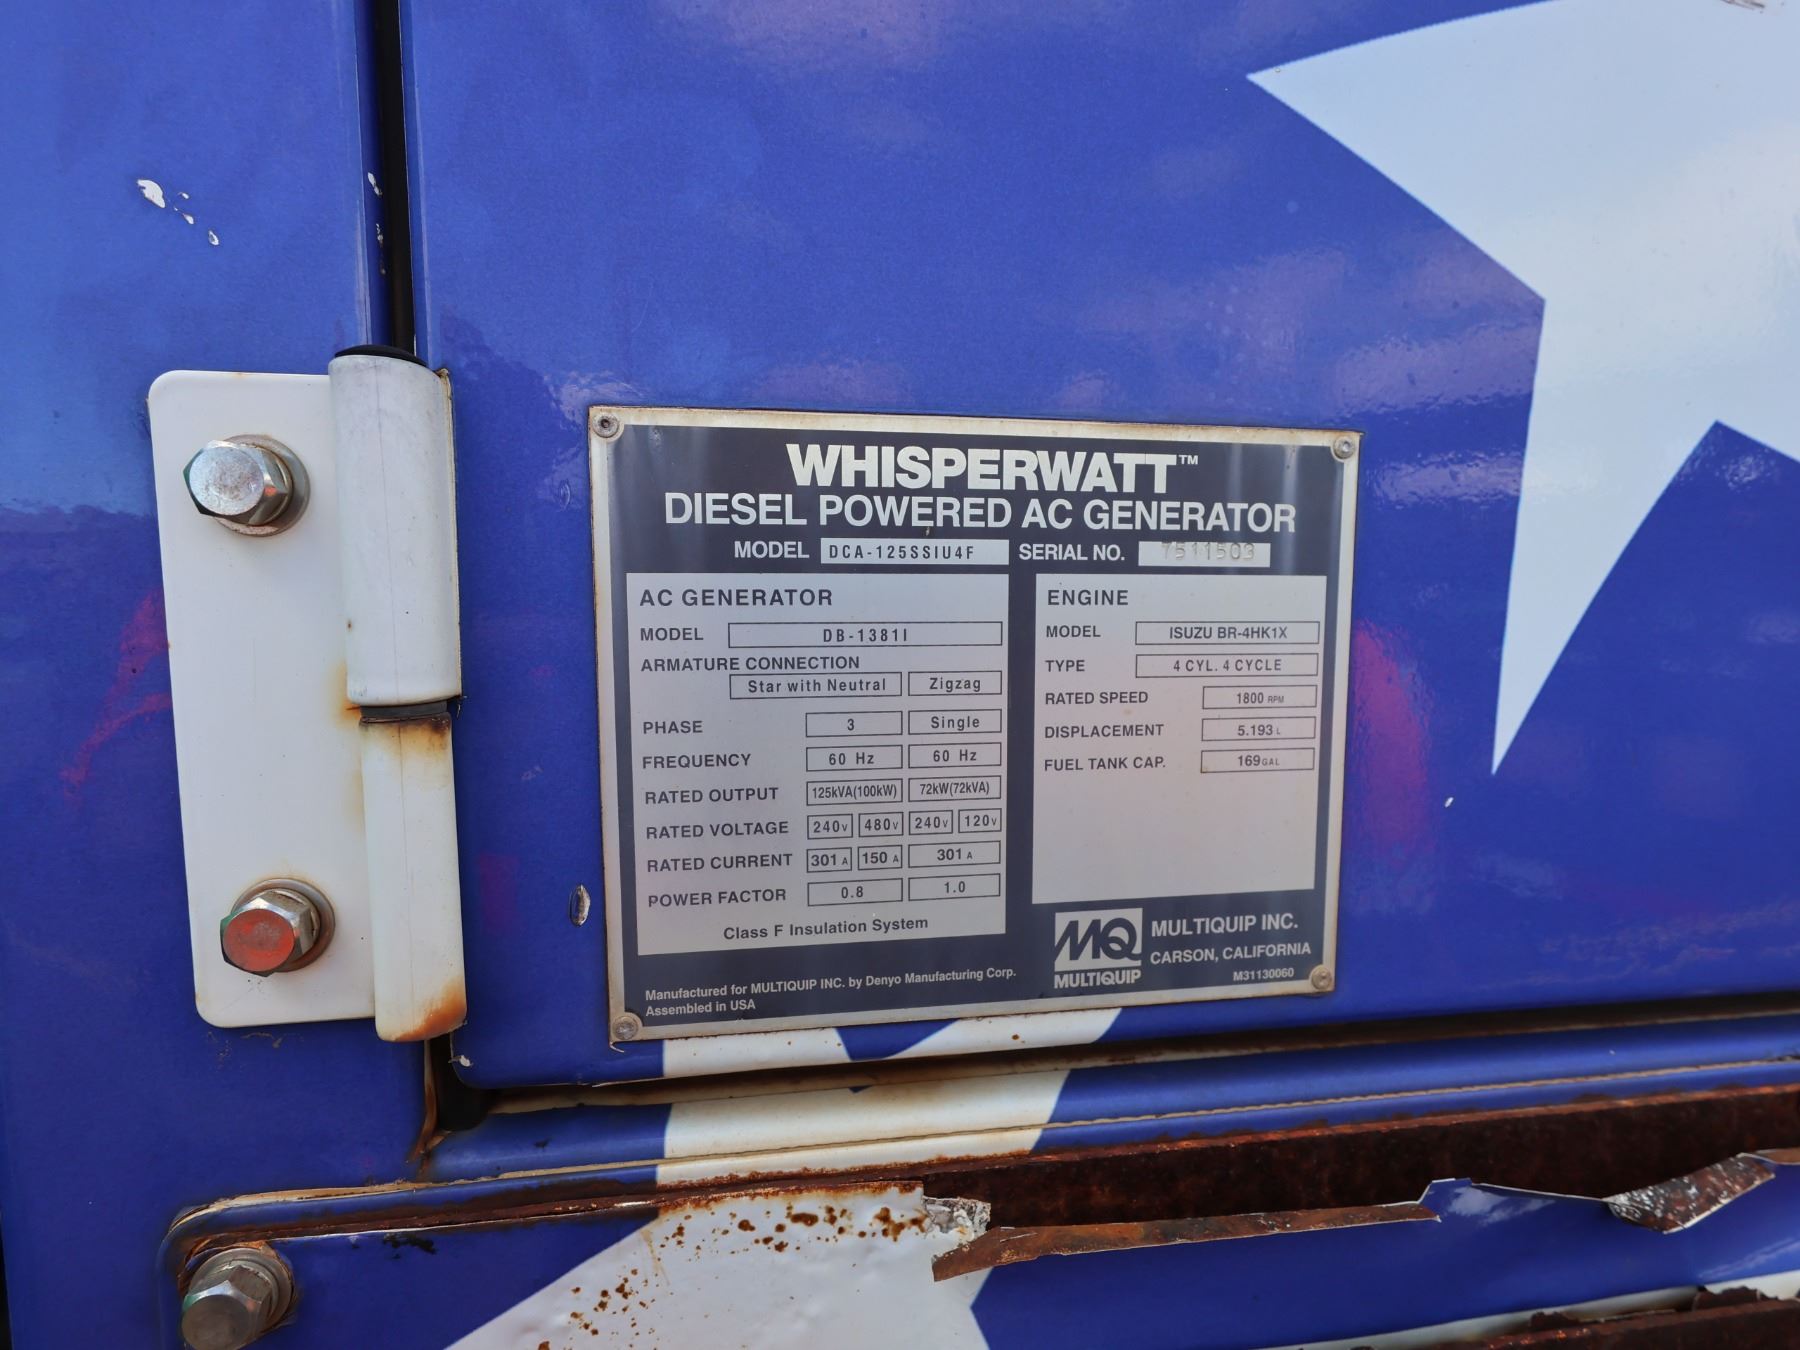 WHISPERWATT™
DIESEL POWERED AC GENERATOR
MODEL DCA-125SSIU4F SERIAL NO. 7511503
AC GENERATOR
MODEL DB-1381I
ARMATURE CONNECTION
Star with Neutral Zigzag
PHASE 3 Single
FREQUENCY 60 Hz 60 Hz
RATED OUTPUT 125kVA(100kW) 72kW(72kVA)
RATED VOLTAGE 240V 480V 240V 120V
RATED CURRENT 301 A 150 A 301 A
POWER FACTOR 0.8 1.0
Class F Insulation System
ENGINE
MODEL ISUZU BR-4HK1X
TYPE 4 CYL. 4 CYCLE
RATED SPEED 1800 RPM
DISPLACEMENT 5.193 L
FUEL TANK CAP. 169 GAL
Manufactured for MULTIQUIP INC. by Denyo Manufacturing Corp.
Assembled in USA
MQ
MULTIQUIP
MULTIQUIP INC.
CARSON, CALIFORNIA
M31130060